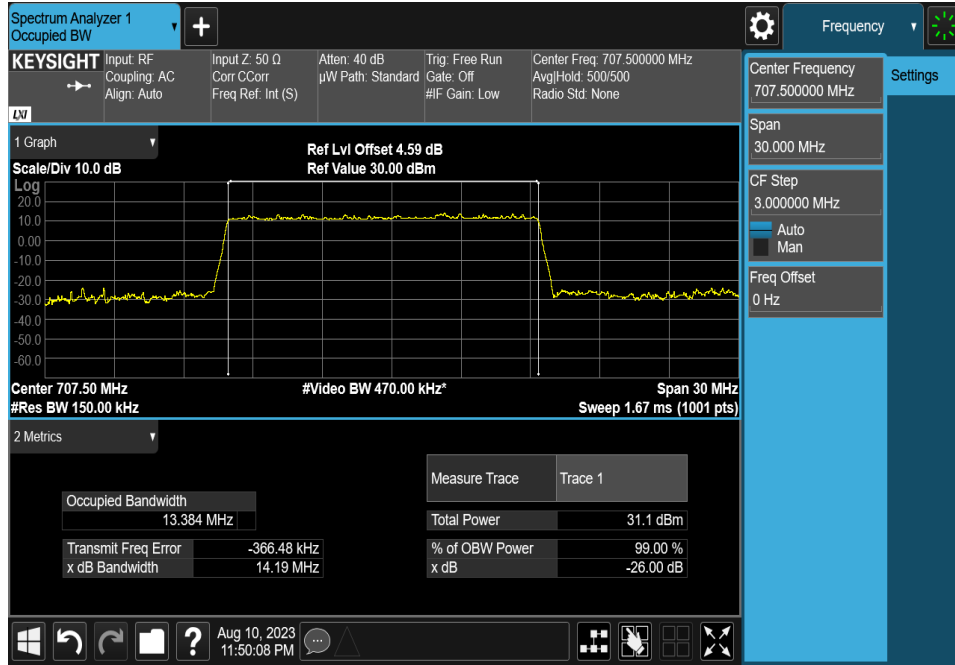 Spectrum Analyzer 1
Occupied BW
+
Frequency
KEYSIGHT
LXI
Input: RF
Coupling: AC
Align: Auto
Input Z: 50 Ω
Corr CCorr
Freq Ref: Int (S)
Atten: 40 dB
µW Path: Standard
Trig: Free Run
Gate: Off
#IF Gain: Low
Center Freq: 707.500000 MHz
Avg|Hold: 500/500
Radio Std: None
Center Frequency
707.500000 MHz
Settings
Span
30.000 MHz
CF Step
3.000000 MHz
Auto
Man
Freq Offset
0 Hz
1 Graph
Scale/Div 10.0 dB
Ref Lvl Offset 4.59 dB
Ref Value 30.00 dBm
Log
20.0
10.0
0.00
-10.0
-20.0
-30.0
-40.0
-50.0
-60.0
Center 707.50 MHz
#Video BW 470.00 kHz*
Span 30 MHz
#Res BW 150.00 kHz
Sweep 1.67 ms (1001 pts)
2 Metrics
Measure Trace Trace 1
Occupied Bandwidth
13.384 MHz
Total Power 31.1 dBm
Transmit Freq Error -366.48 kHz
% of OBW Power 99.00 %
x dB Bandwidth 14.19 MHz
x dB -26.00 dB
?
Aug 10, 2023
11:50:08 PM